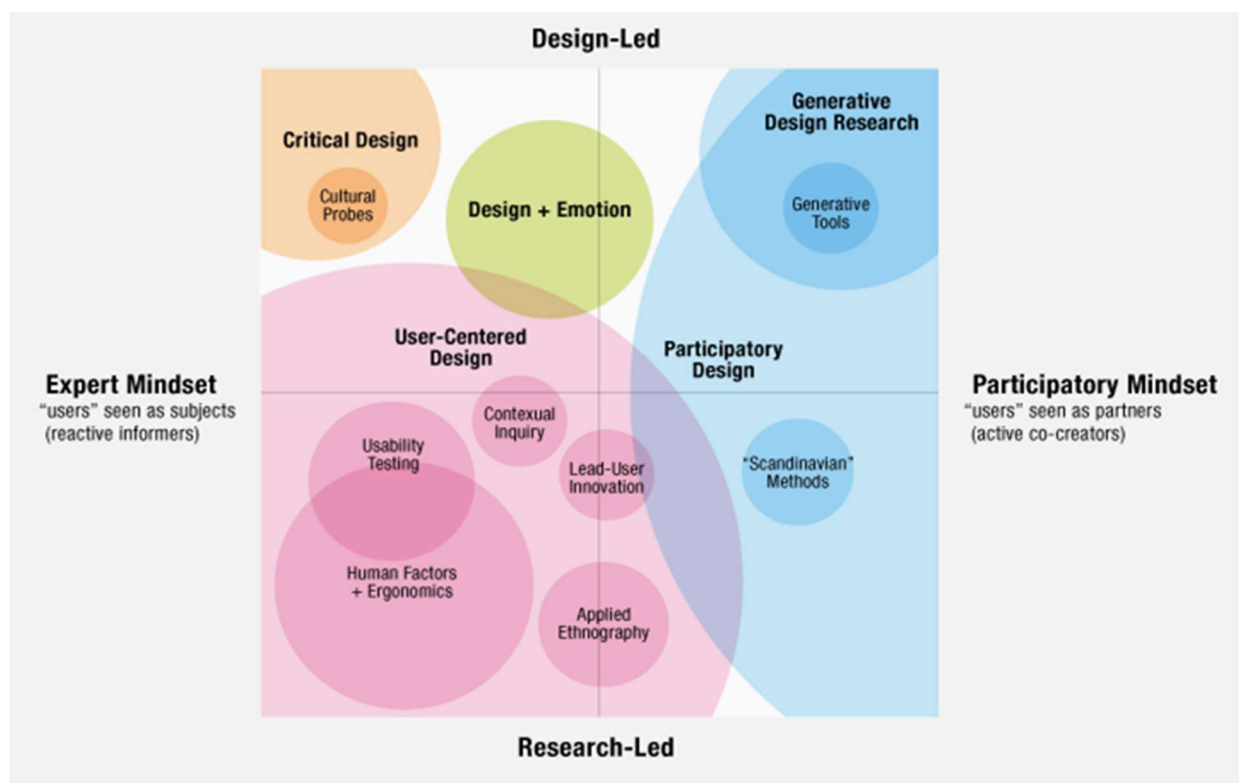 Design-Led
Generative
Design Research
Critical Design
Cultural
Probes
Design + Emotion
Generative
Tools
User-Centered
Design
Participatory
Design
Expert Mindset
“users” seen as subjects
(reactive informers)
Participatory Mindset
“users” seen as partners
(active co-creators)
Contexual
Inquiry
Usability
Testing
Lead-User
Innovation
“Scandinavian”
Methods
Human Factors
+ Ergonomics
Applied
Ethnography
Research-Led